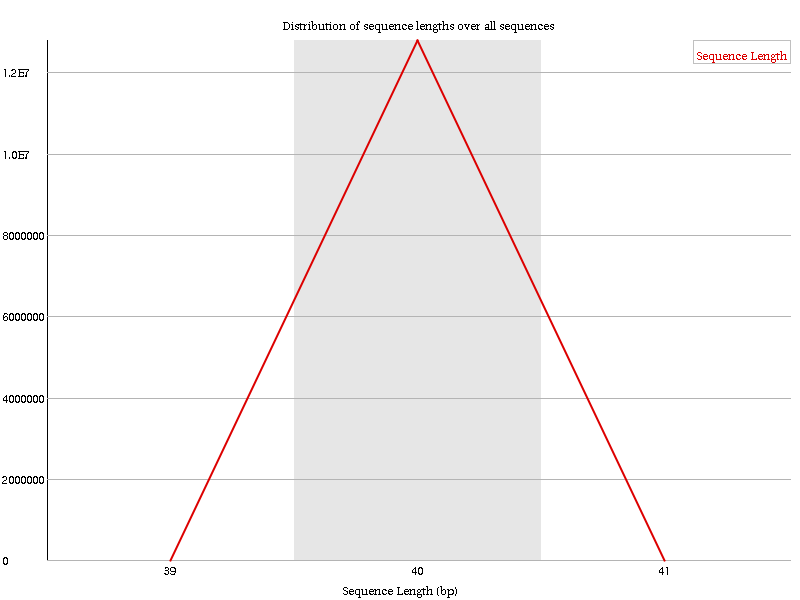 Distribution of sequence lengths over all sequences
Sequence Length
1.2E7
1.0E7
8000000
6000000
4000000
2000000
0
39 40 41
Sequence Length (bp)